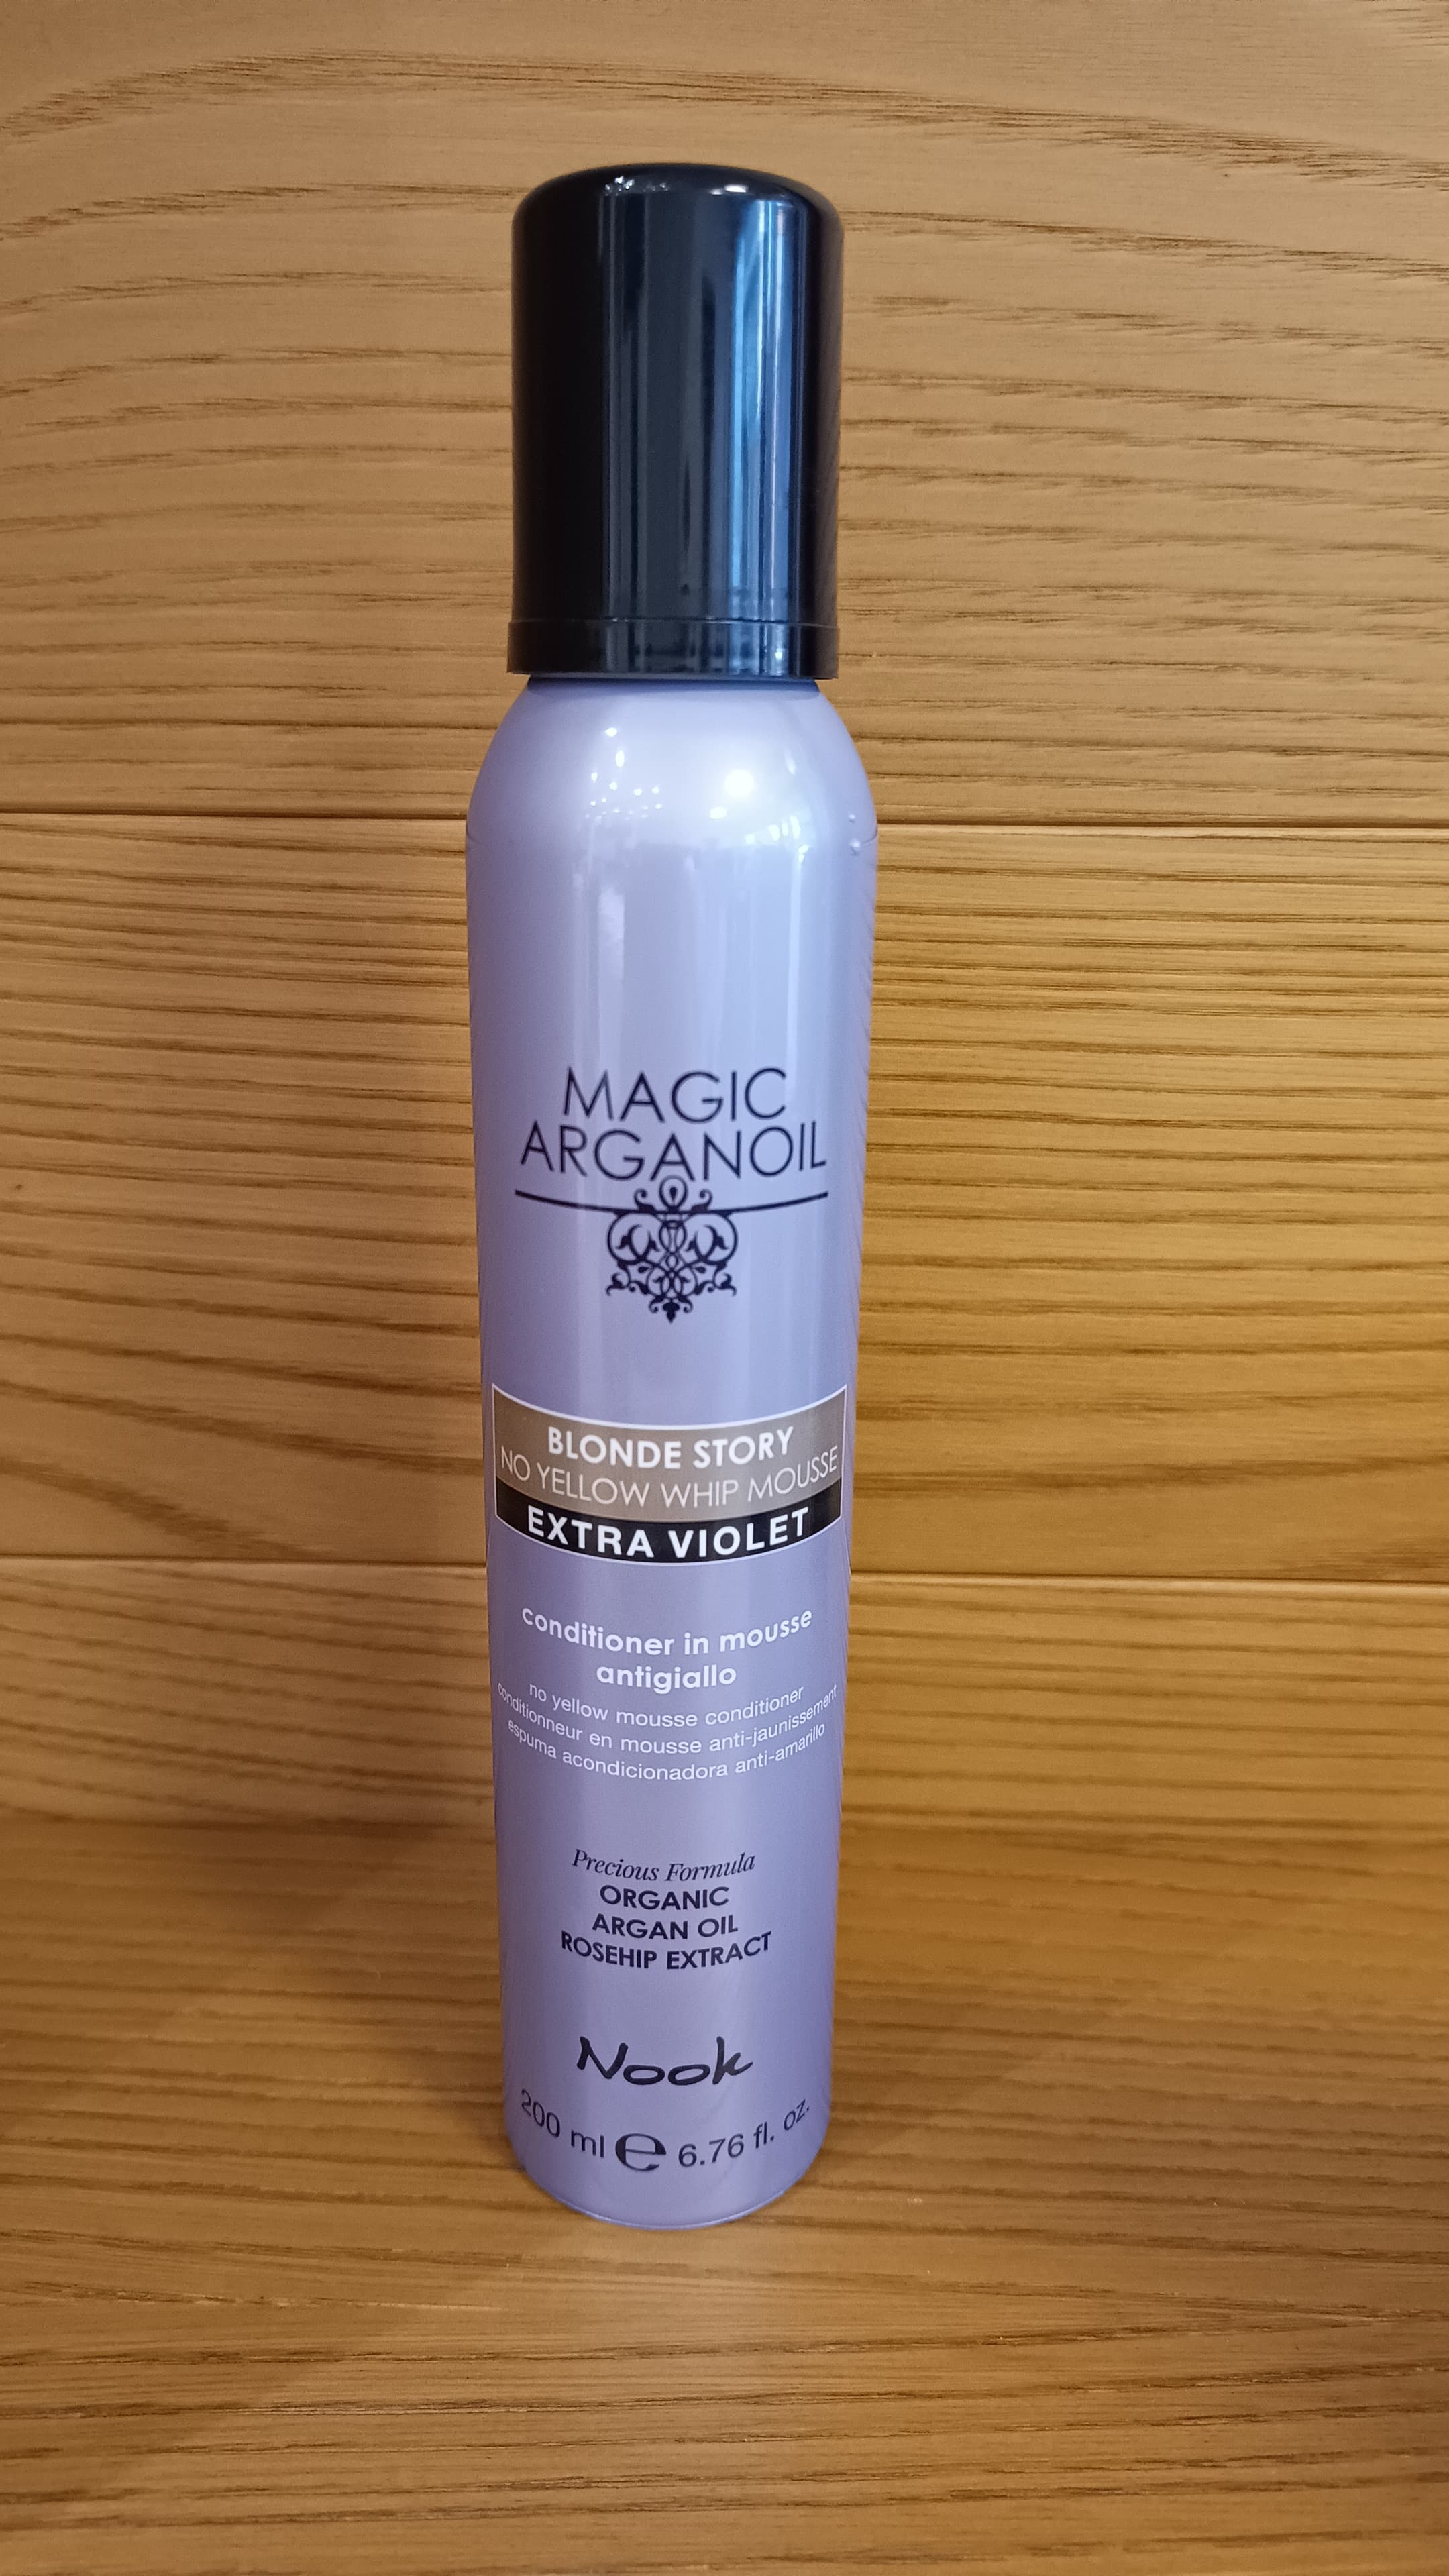 MAGIC
ARGANOIL
BLONDE STORY
NO YELLOW WHIP MOUSSE
EXTRA VIOLET
conditioner in mousse
antigiallo
no yellow mousse conditioner
conditionneur en mousse anti-jaunissement
espuma acondicionadora anti-amarillo
Precious Formula
ORGANIC
ARGAN OIL
ROSEHIP EXTRACT
Nook
200 ml e 6.76 fl. oz.